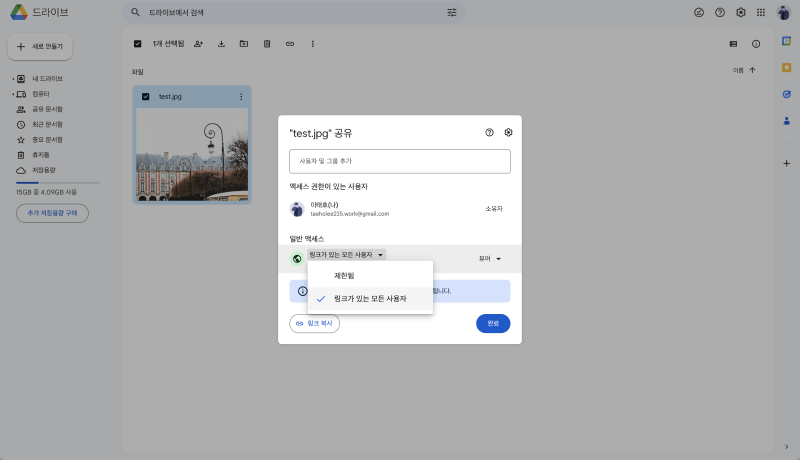 드라이브
드라이브에서 검색
새로 만들기
1개 선택됨
내 드라이브
컴퓨터
공유 문서함
최근 문서함
중요 문서함
휴지통
저장용량
15GB 중 4.09GB 사용
추가 저장용량 구매
파일
이름
test.jpg
"test.jpg" 공유
사용자 및 그룹 추가
액세스 권한이 있는 사용자
이태호(나)
taeholee235.work@gmail.com
소유자
일반 액세스
링크가 있는 모든 사용자
뷰어
제한됨
링크가 있는 모든 사용자
됩니다.
링크 복사
완료